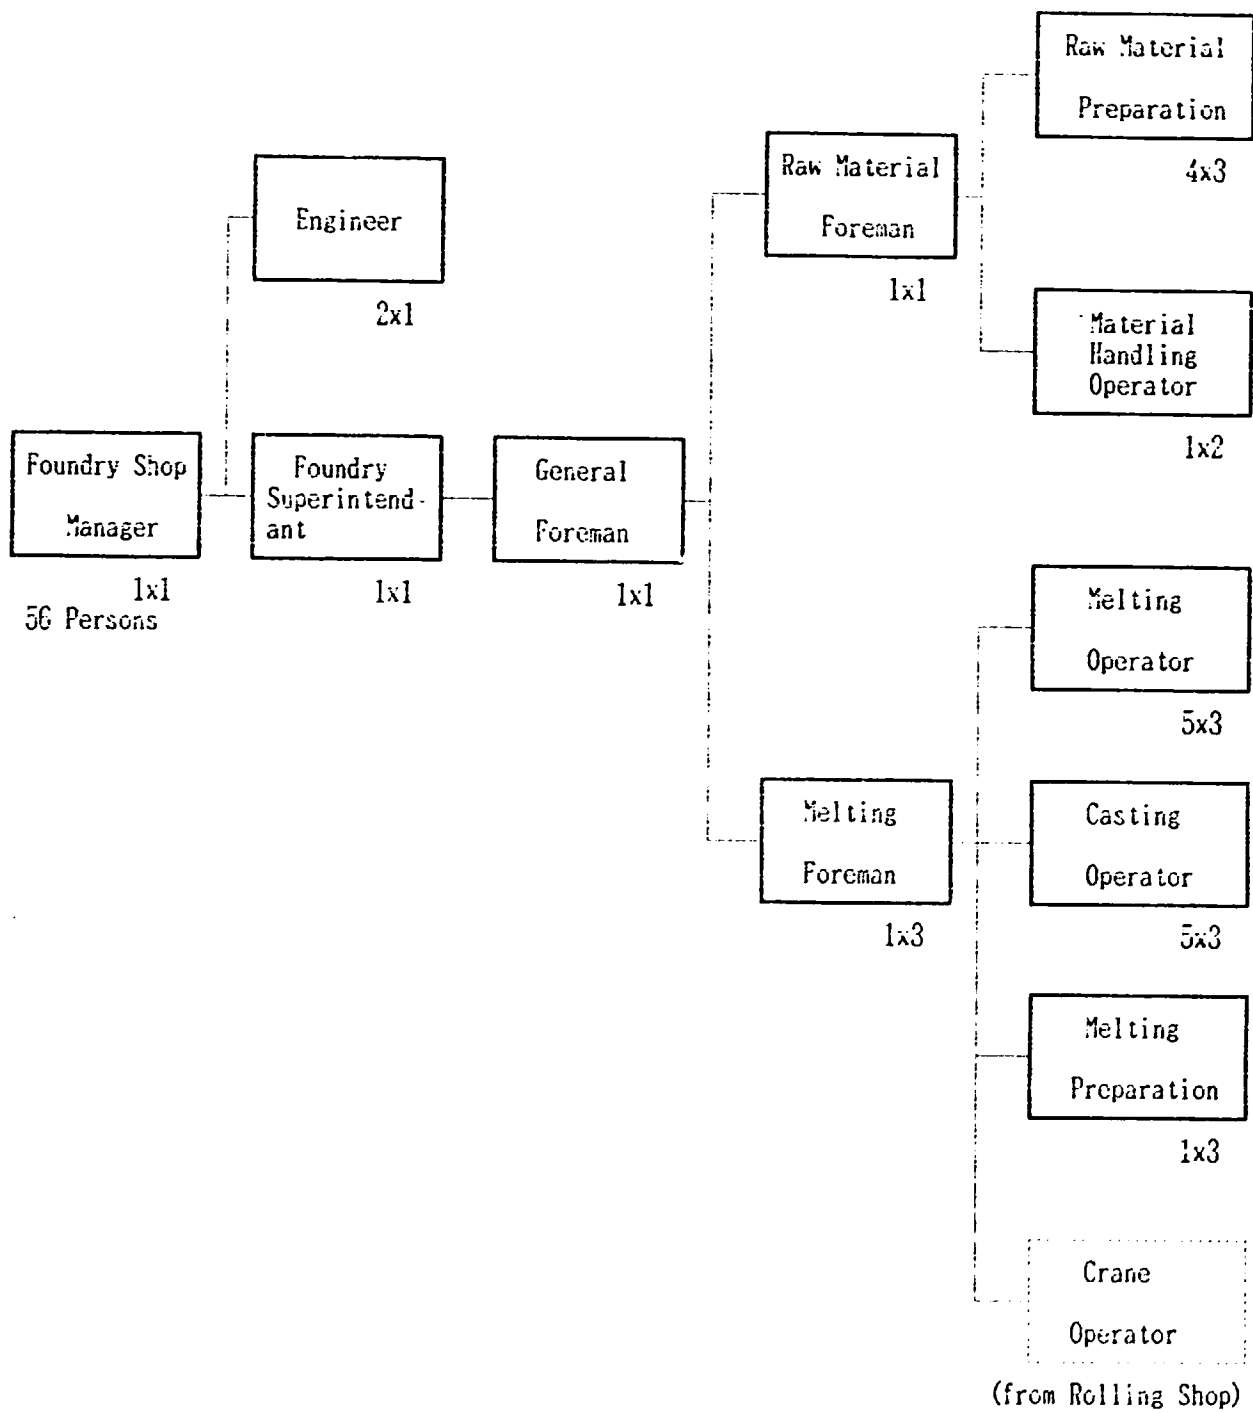 Foundry Shop
Manager
1x1
56 Persons
Engineer
2x1
Foundry
Superintend-
ant
1x1
General
Foreman
1x1
Raw Material
Foreman
1x1
Raw Material
Preparation
4x3
Material
Handling
Operator
1x2
Melting
Foreman
1x3
Melting
Operator
5x3
Casting
Operator
5x3
Melting
Preparation
1x3
Crane
Operator
(from Rolling Shop)